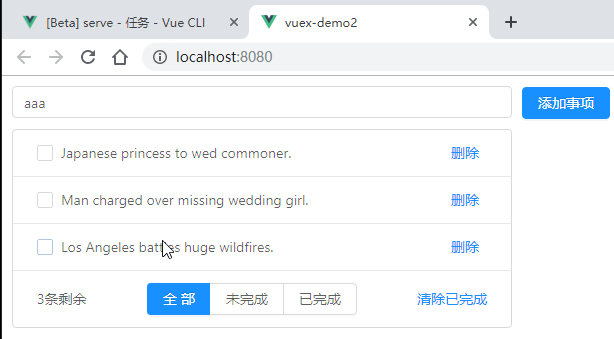 [Beta] serve - 任务 - Vue CLI
vuex-demo2
localhost:8080
aaa
添加事项
Japanese princess to wed commoner.
删除
Man charged over missing wedding girl.
删除
Los Angeles battles huge wildfires.
删除
3条剩余
全部
未完成
已完成
清除已完成